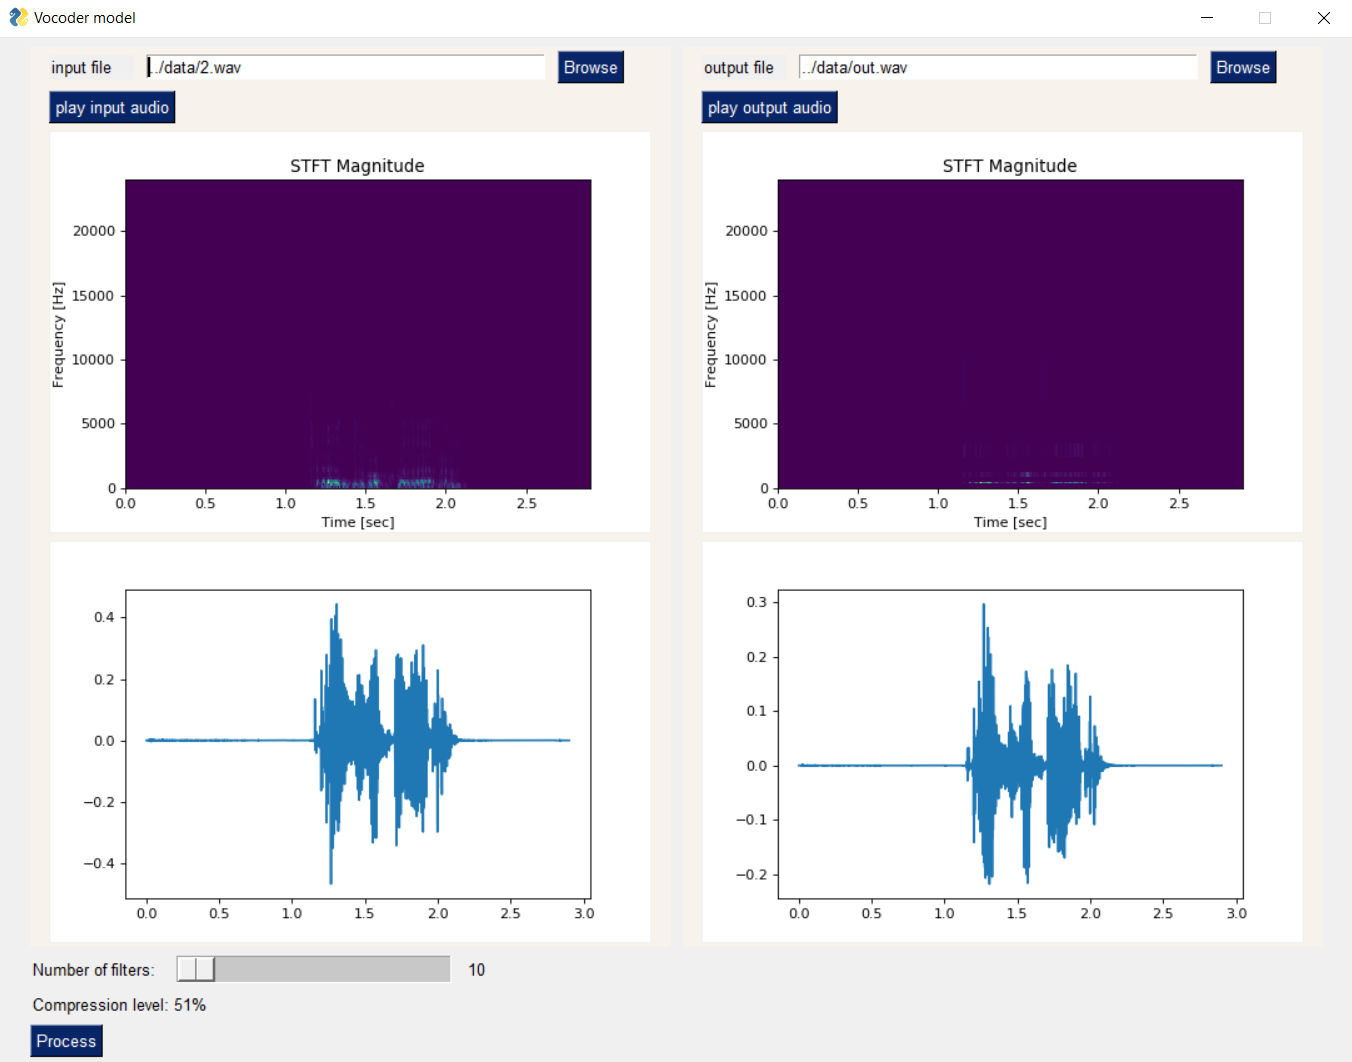 Vocoder model
input file ../data/2.wav Browse
output file ../data/out.wav Browse
play input audio
play output audio
STFT Magnitude
20000
15000
10000
5000
0
Frequency [Hz]
0.0 0.5 1.0 1.5 2.0 2.5
Time [sec]
STFT Magnitude
20000
15000
10000
5000
0
Frequency [Hz]
0.0 0.5 1.0 1.5 2.0 2.5
Time [sec]
0.4
0.2
0.0
−0.2
−0.4
0.0 0.5 1.0 1.5 2.0 2.5 3.0
0.3
0.2
0.1
0.0
−0.1
−0.2
0.0 0.5 1.0 1.5 2.0 2.5 3.0
Number of filters: 10
Compression level: 51%
Process